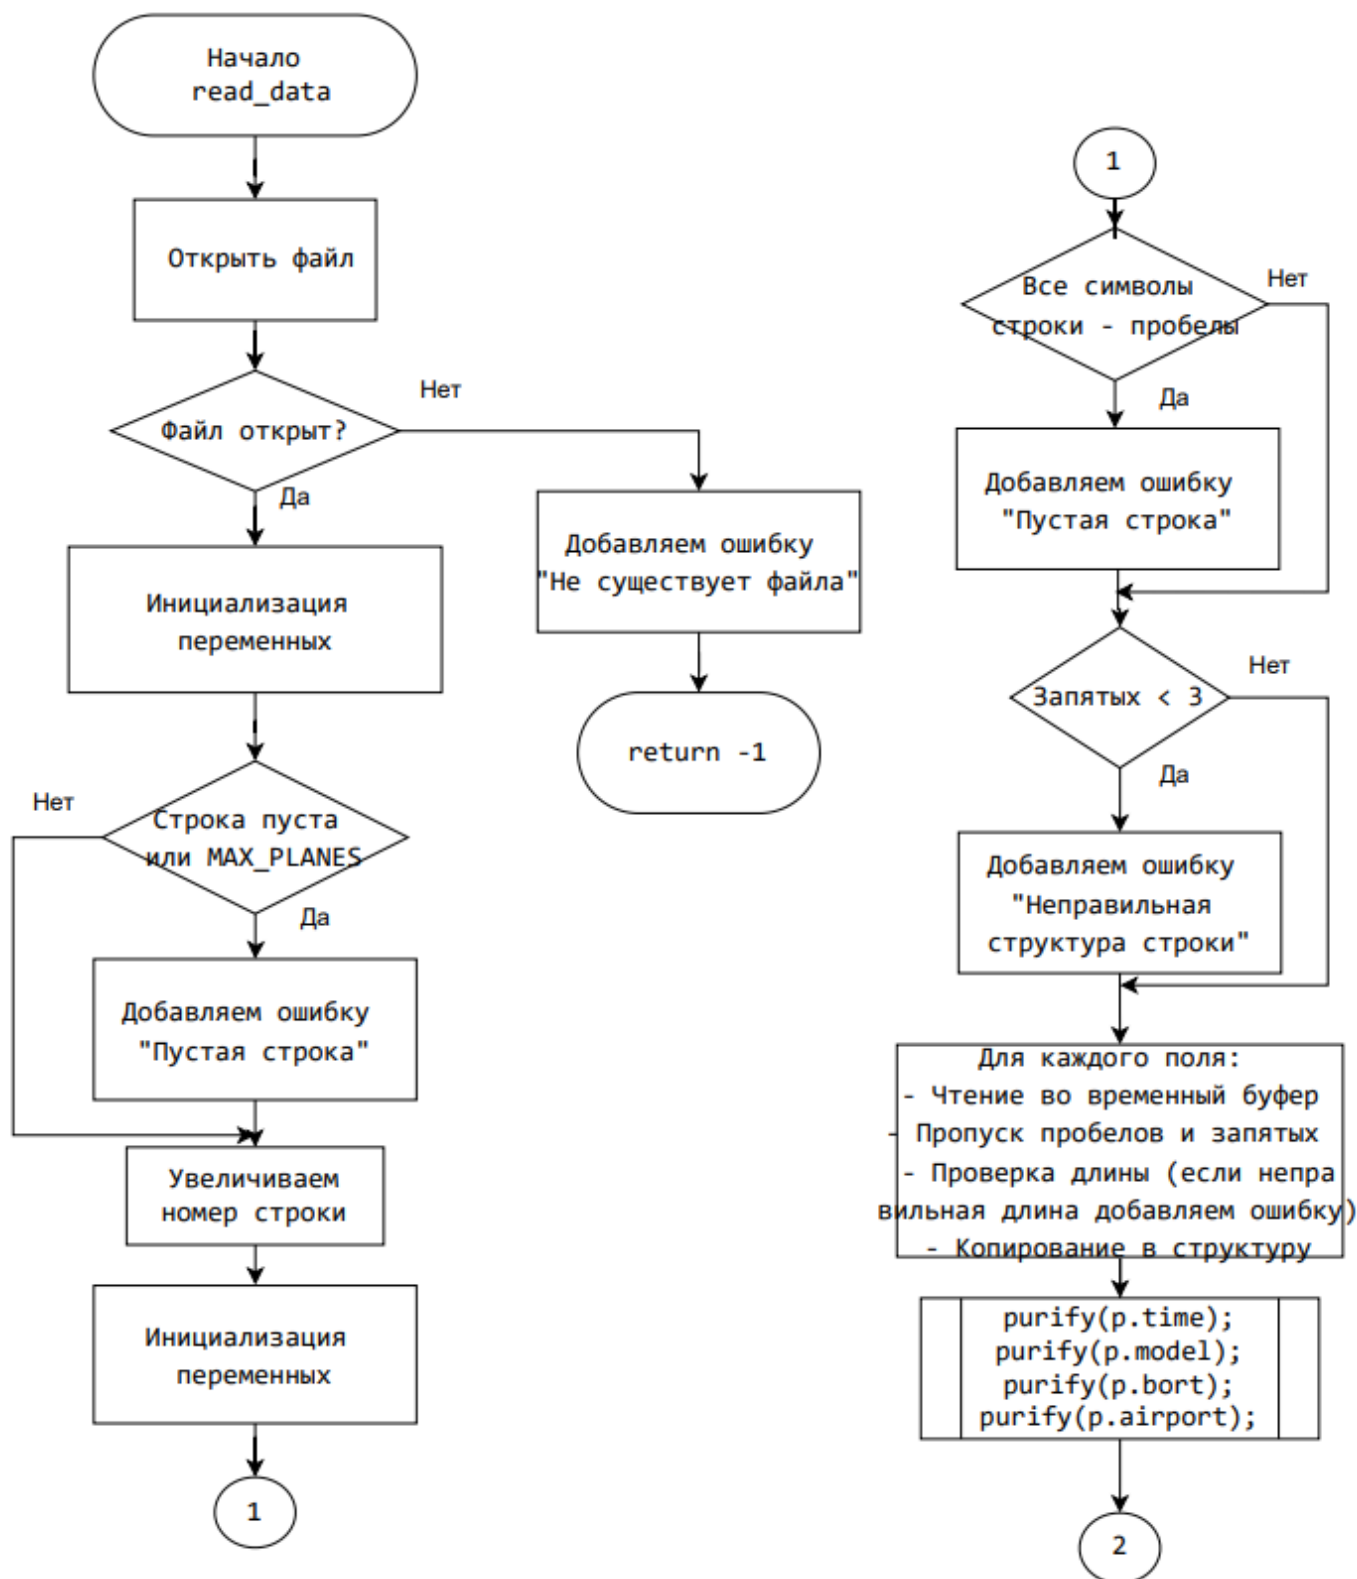 Начало
read_data
Открыть файл
Файл открыт?
Нет
Да
Добавляем ошибку
"Не существует файла"
return -1
Инициализация
переменных
Строка пуста
или MAX_PLANES
Нет
Да
Добавляем ошибку
"Пустая строка"
Увеличиваем
номер строки
Инициализация
переменных
1
1
Все символы
строки - пробелы
Нет
Да
Добавляем ошибку
"Пустая строка"
Запятых < 3
Нет
Да
Добавляем ошибку
"Неправильная
структура строки"
Для каждого поля:
- Чтение во временный буфер
- Пропуск пробелов и запятых
- Проверка длины (если непра
вильная длина добавляем ошибку)
- Копирование в структуру
purify(p.time);
purify(p.model);
purify(p.bort);
purify(p.airport);
2